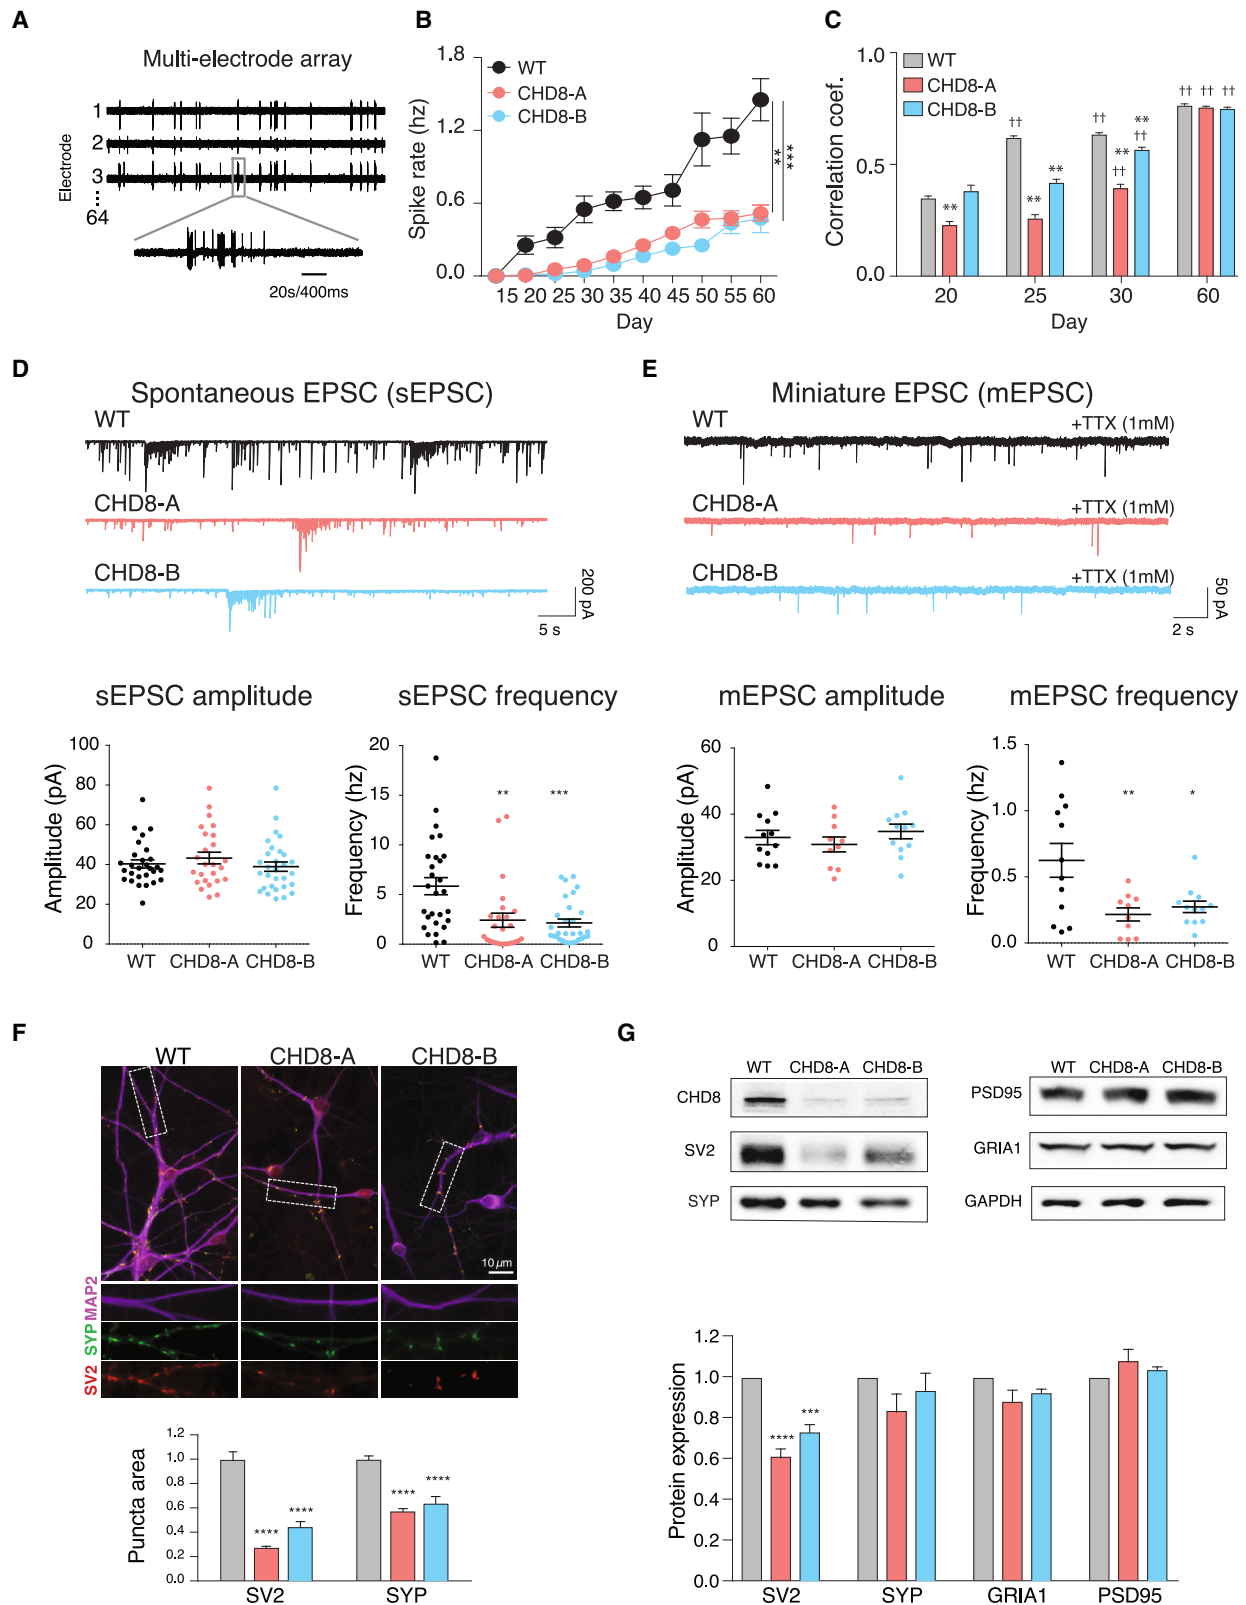 A
Multi-electrode array
Electrode
1
2
3
64
20s/400ms
B
Spike rate (hz)
1.8
1.2
0.6
0.0
WT
CHD8-A
CHD8-B
**
***
15 20 25 30 35 40 45 50 55 60
Day
C
Correlation coef.
1.0
0.5
0.0
WT
CHD8-A
CHD8-B
**
††
**
**
††
**
††
**
††
†† †† ††
20 25 30 60
Day
D
Spontaneous EPSC (sEPSC)
WT
CHD8-A
CHD8-B
200 pA
5 s
sEPSC amplitude
Amplitude (pA)
100
80
60
40
20
0
WT CHD8-A CHD8-B
sEPSC frequency
Frequency (hz)
20
15
10
5
0
** ***
WT CHD8-A CHD8-B
E
Miniature EPSC (mEPSC)
WT
+TTX (1mM)
CHD8-A
+TTX (1mM)
CHD8-B
+TTX (1mM)
50 pA
2 s
mEPSC amplitude
Amplitude (pA)
60
40
20
0
WT CHD8-A CHD8-B
mEPSC frequency
Frequency (hz)
1.5
1.0
0.5
0.0
** *
WT CHD8-A CHD8-B
F
WT CHD8-A CHD8-B
10 µm
SV2 SYP MAP2
Puncta area
1.2
1.0
0.8
0.6
0.4
0.2
0.0
**** ****
**** ****
SV2 SYP
G
WT CHD8-A CHD8-B
CHD8
SV2
SYP
WT CHD8-A CHD8-B
PSD95
GRIA1
GAPDH
Protein expression
1.2
1.0
0.8
0.6
0.4
0.2
0.0
**** ***
SV2 SYP GRIA1 PSD95